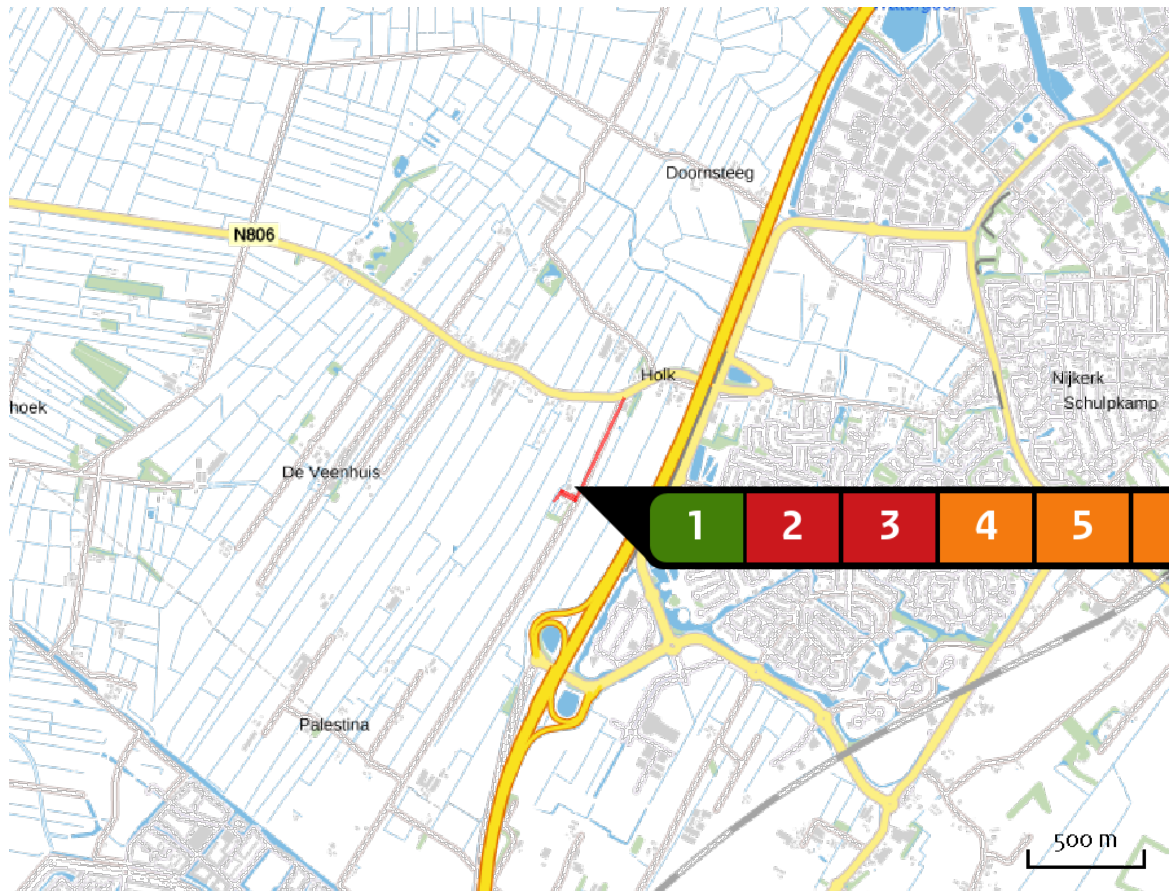 Doornsteeg
N806
Holk
Nijkerk
Schulpkamp
hoek
De Veenhuis
1 2 3 4 5
Palestina
500 m